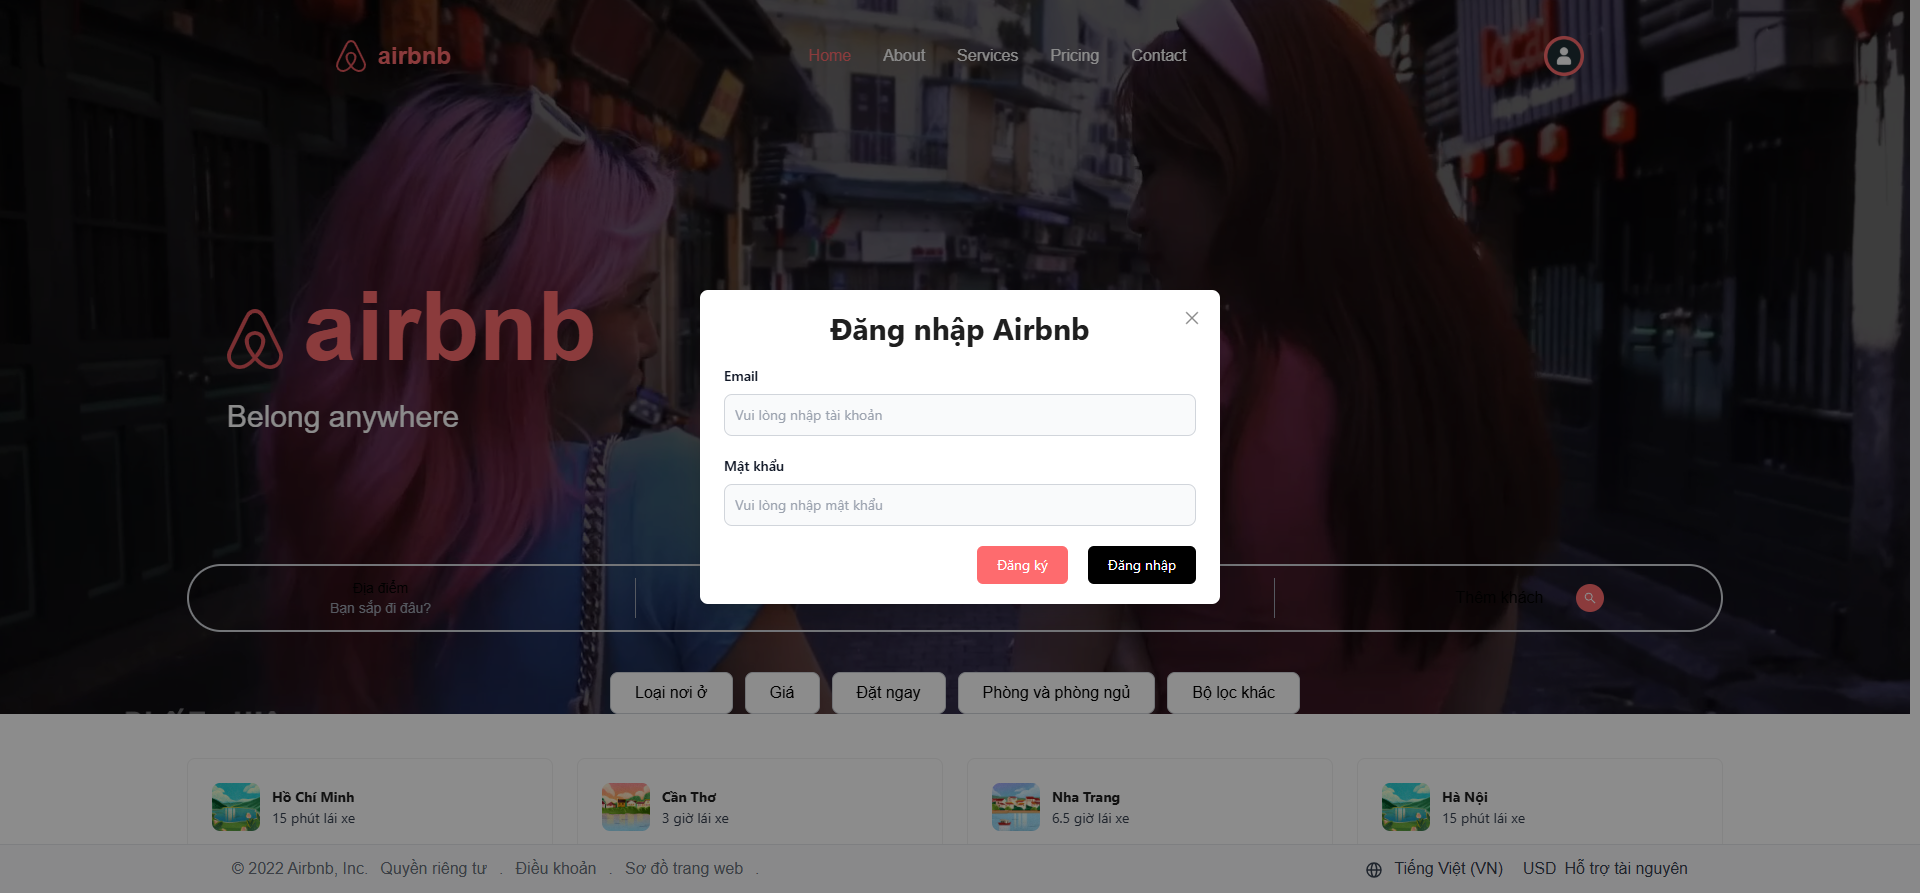 airbnb
Home About Services Pricing Contact
Local
airbnb
Belong anywhere
Đăng nhập Airbnb
Email
Vui lòng nhập tài khoản
Mật khẩu
Vui lòng nhập mật khẩu
Đăng ký Đăng nhập
Địa điểm
Bạn sắp đi đâu?
Thêm khách
Loại nơi ở Giá Đặt ngay Phòng và phòng ngủ Bộ lọc khác
Hồ Chí Minh
15 phút lái xe
Cần Thơ
3 giờ lái xe
Nha Trang
6.5 giờ lái xe
Hà Nội
15 phút lái xe
© 2022 Airbnb, Inc. Quyền riêng tư . Điều khoản . Sơ đồ trang web .
Tiếng Việt (VN) USD Hỗ trợ tài nguyên